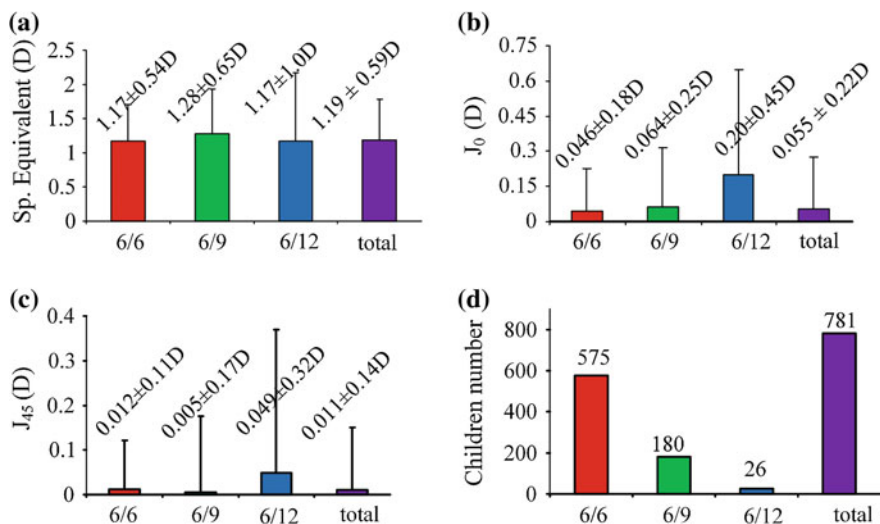 (a)
Sp. Equivalent (D)
2.5
2
1.5
1
0.5
0
1.17±0.54D
1.28±0.65D
1.17±1.0D
1.19 ± 0.59D
6/6 6/9 6/12 total
(b)
J0 (D)
0.75
0.6
0.45
0.3
0.15
0
0.046±0.18D
0.064±0.25D
0.20±0.45D
0.055 ± 0.22D
6/6 6/9 6/12 total
(c)
J45 (D)
0.4
0.3
0.2
0.1
0
0.012±0.11D
0.005±0.17D
0.049±0.32D
0.011±0.14D
6/6 6/9 6/12 total
(d)
Children number
800
600
400
200
0
575
180
26
781
6/6 6/9 6/12 total